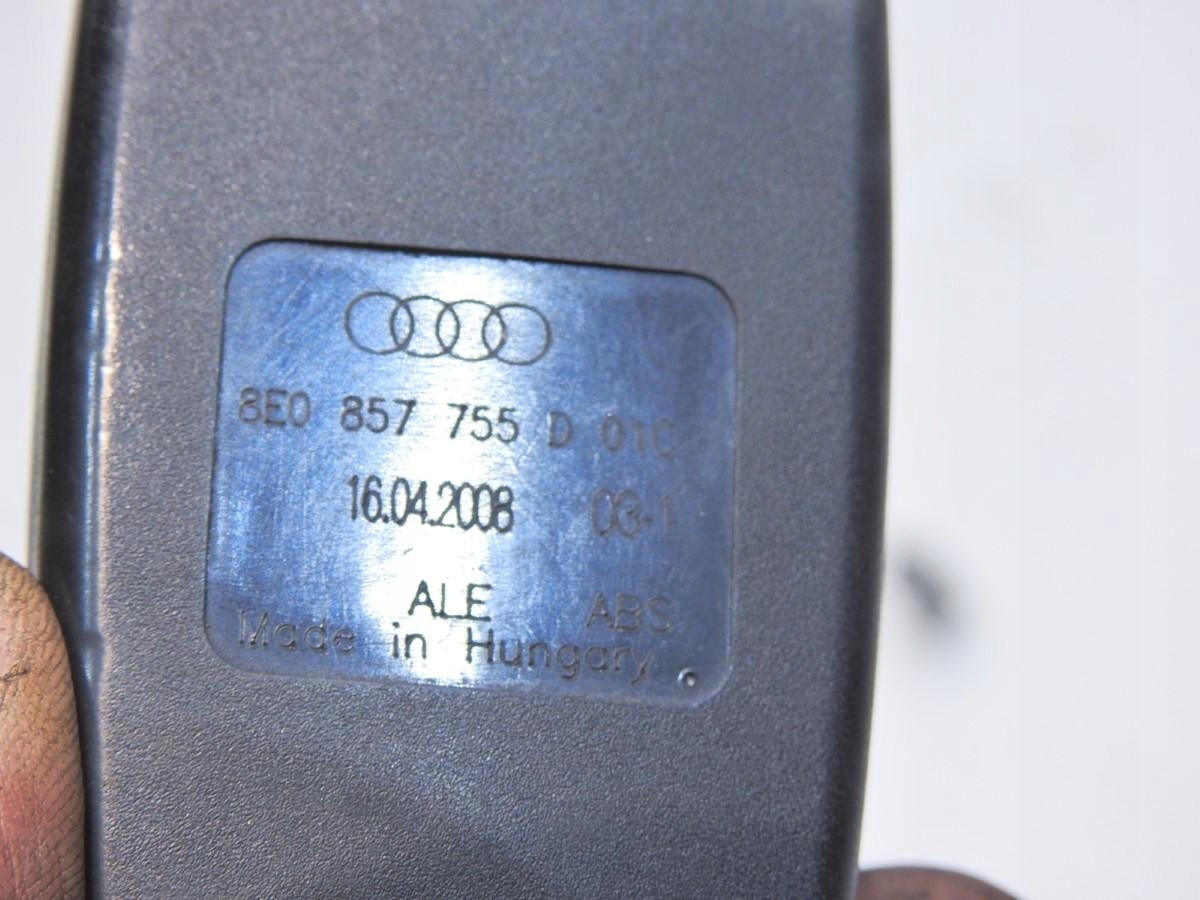 8E0 857 755 D 01C
16.04.2008 03-1
ALE ABS
Made in Hungary